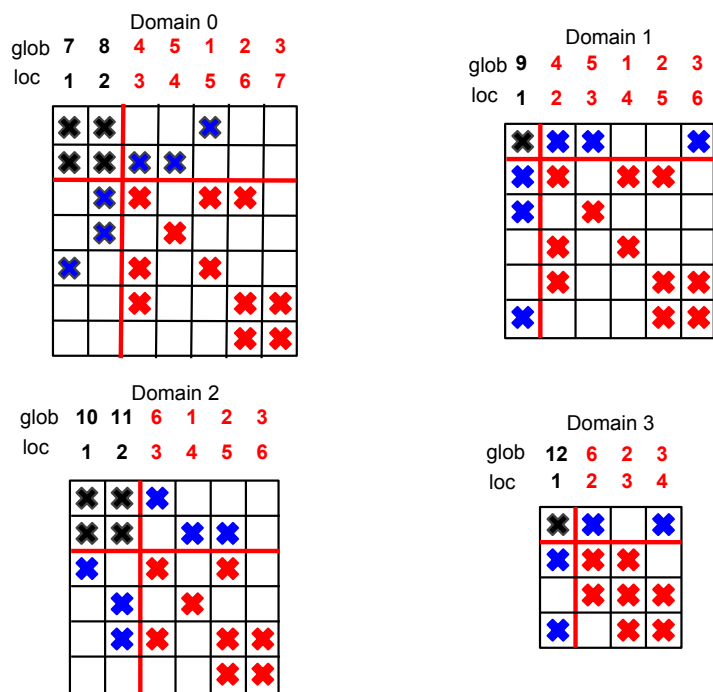 Domain 0
glob 7 8 4 5 1 2 3
loc 1 2 3 4 5 6 7
Domain 1
glob 9 4 5 1 2 3
loc 1 2 3 4 5 6
Domain 2
glob 10 11 6 1 2 3
loc 1 2 3 4 5 6
Domain 3
glob 12 6 2 3
loc 1 2 3 4